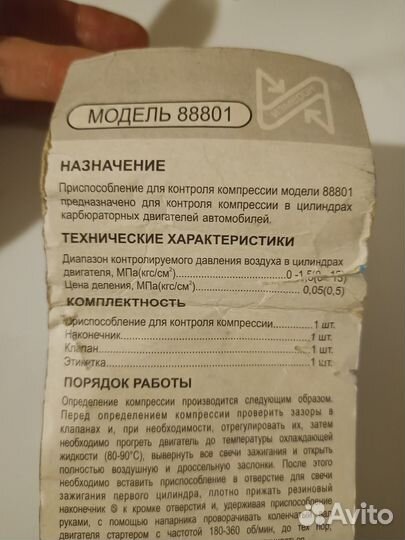 МОДЕЛЬ 88801
НАЗНАЧЕНИЕ
Приспособление для контроля компрессии модели 88801
предназначено для контроля компрессии в цилиндрах
карбюраторных двигателей автомобилей.
ТЕХНИЧЕСКИЕ ХАРАКТЕРИСТИКИ
Диапазон контролируемого давления воздуха в цилиндрах
двигателя, МПа(кгс/см²)
Цена деления, МПа(кгс/см²) 0,05(0,5)
КОМПЛЕКТНОСТЬ
Приспособление для контроля компрессии 1 шт.
Наконечник 1 шт.
Клапан 1 шт.
Этикетка 1 шт.
ПОРЯДОК РАБОТЫ
Определение компрессии производится следующим образом.
Перед определением компрессии проверить зазоры в
клапанах и, при необходимости, отрегулировать их, затем
необходимо прогреть двигатель до температуры охлаждающей
жидкости (80-90°С), вывернуть все свечи зажигания и открыть
полностью воздушную и дроссельную заслонки. После этого
необходимо вставить приспособление в отверстие для свечи
зажигания первого цилиндра, плотно прижать резиновый
наконечник к кромке отверстия и, удерживая приспособление
руками, с помощью напарника проворачивать
двигателя стартером с частотой 180-360 об/мин, до тех пор,
Avito